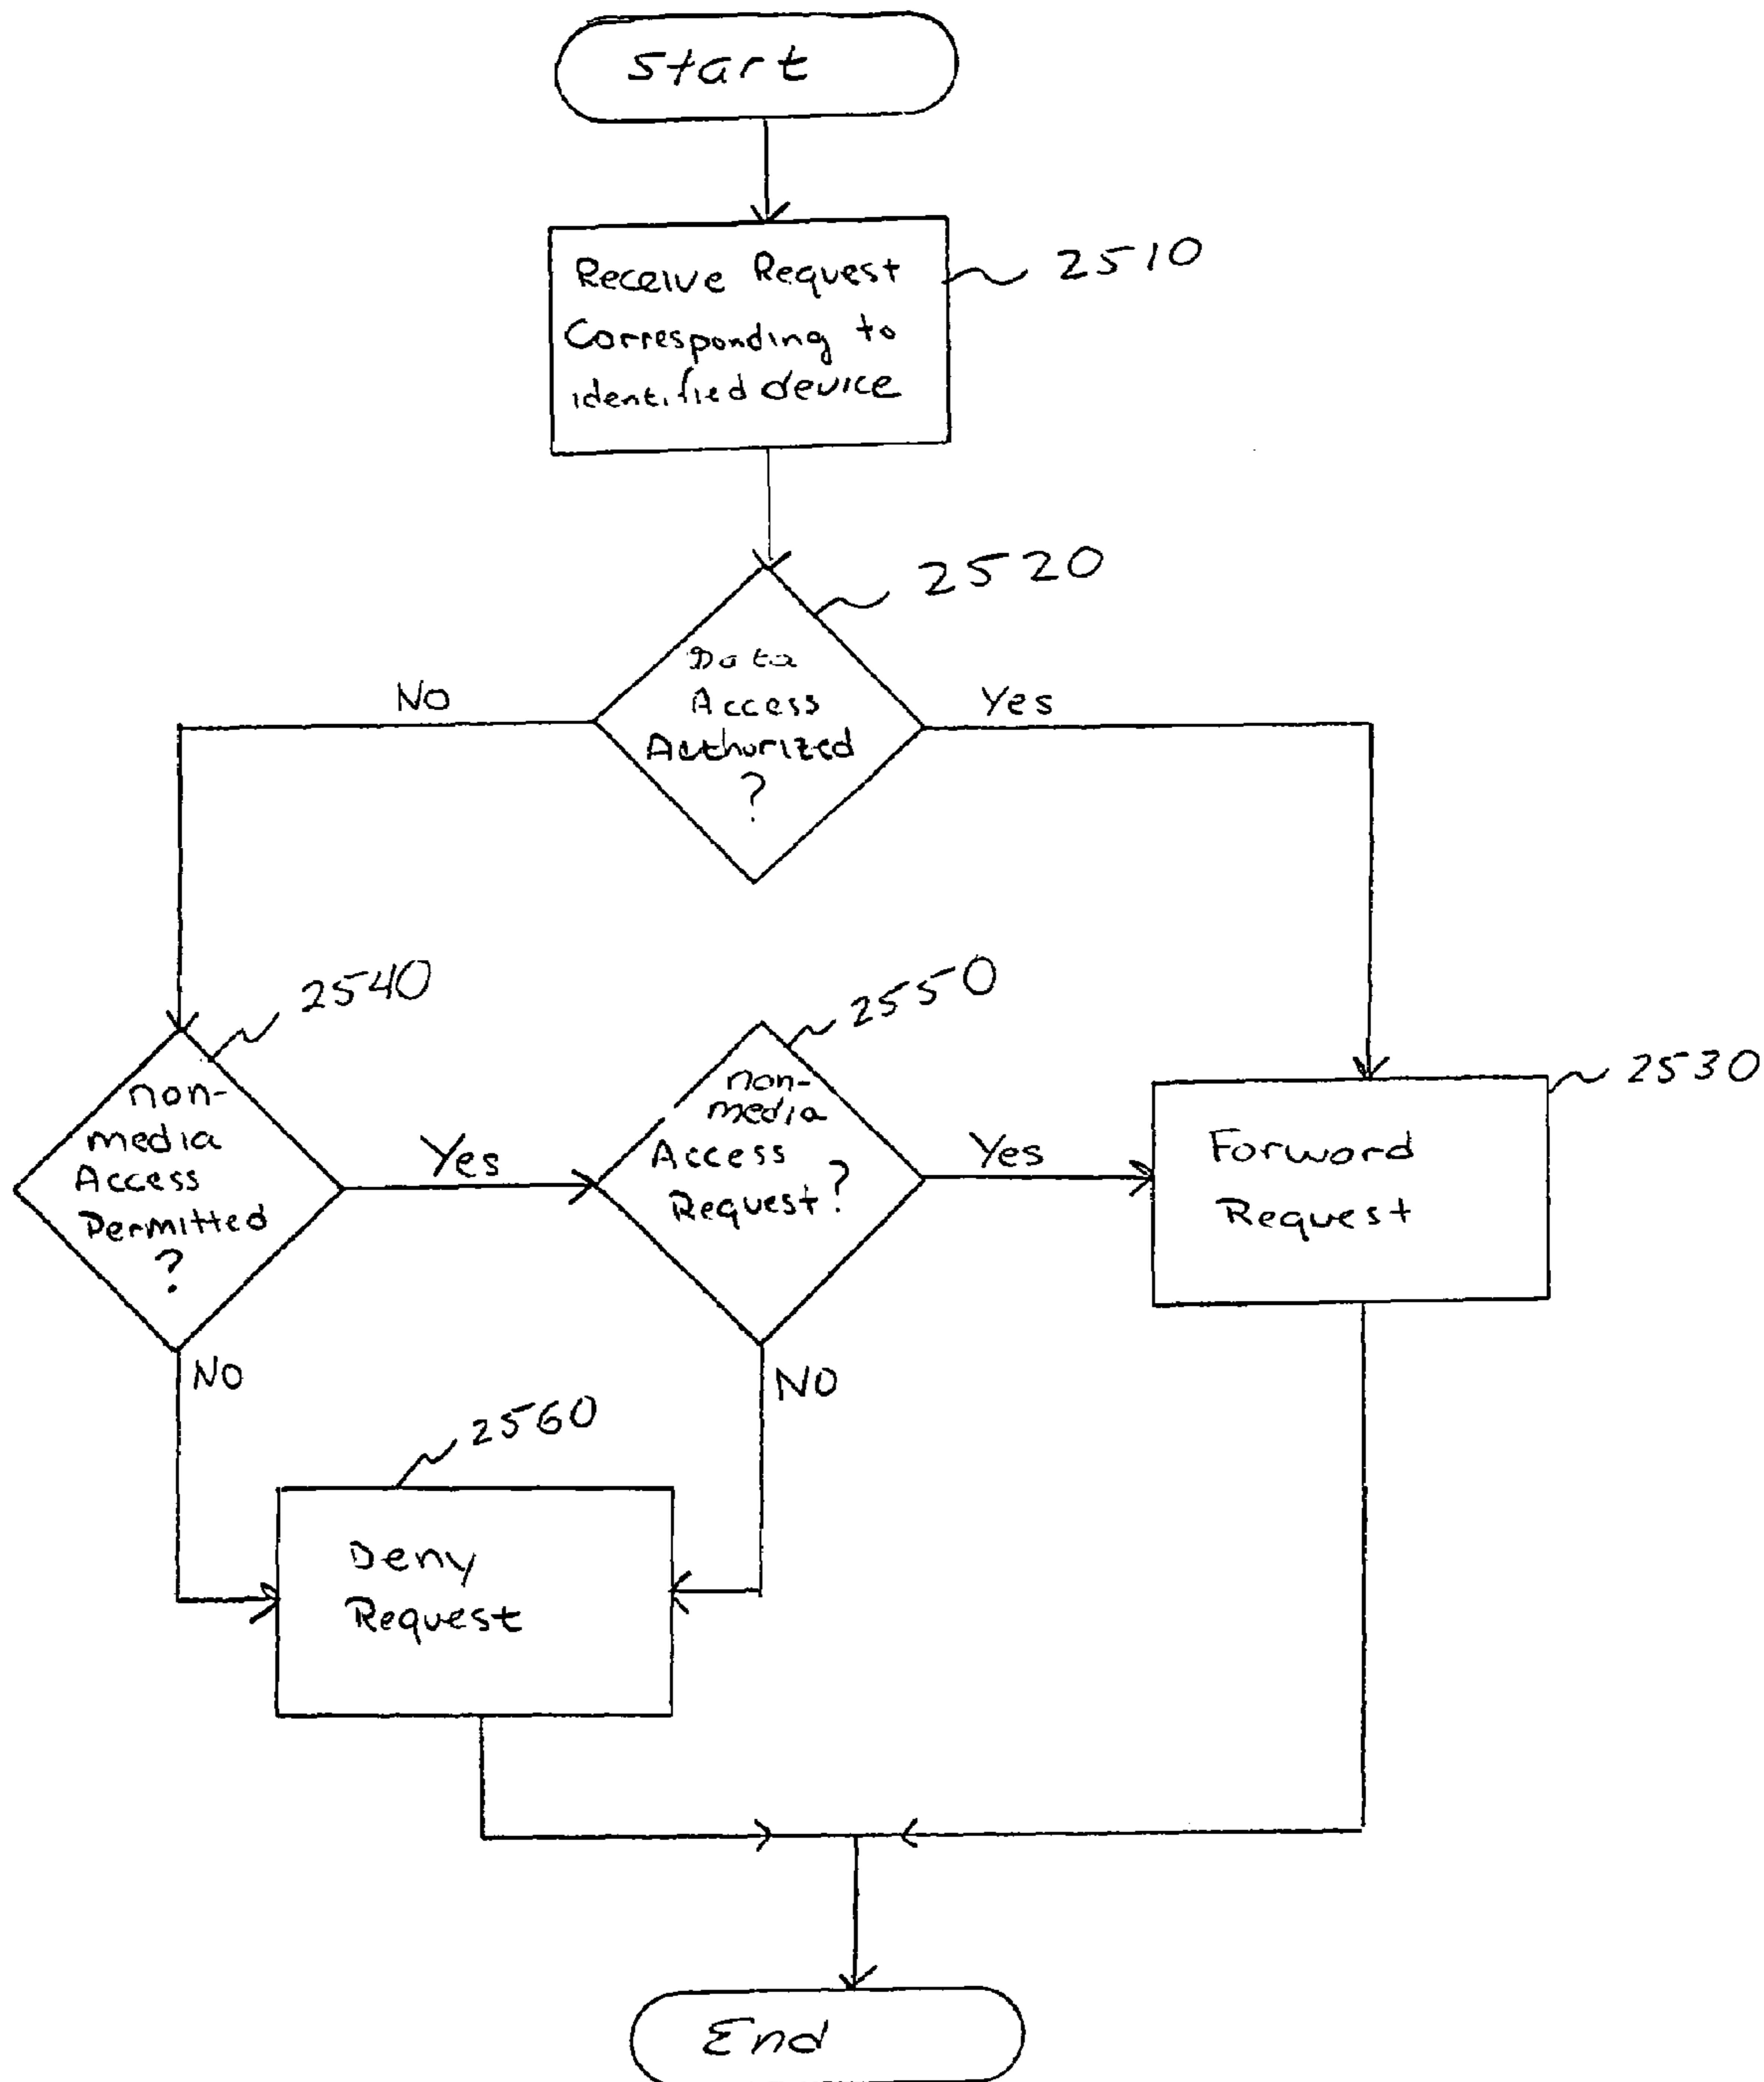 Start
Receive Request
Corresponding to
identified device
2510
2520
Data
Access
Authorized
?
No
Yes
2540
non-
media
Access
Permitted
?
Yes
NO
2550
non-
media
Access
Request?
Yes
NO
2530
Forward
Request
2560
Deny
Request
End